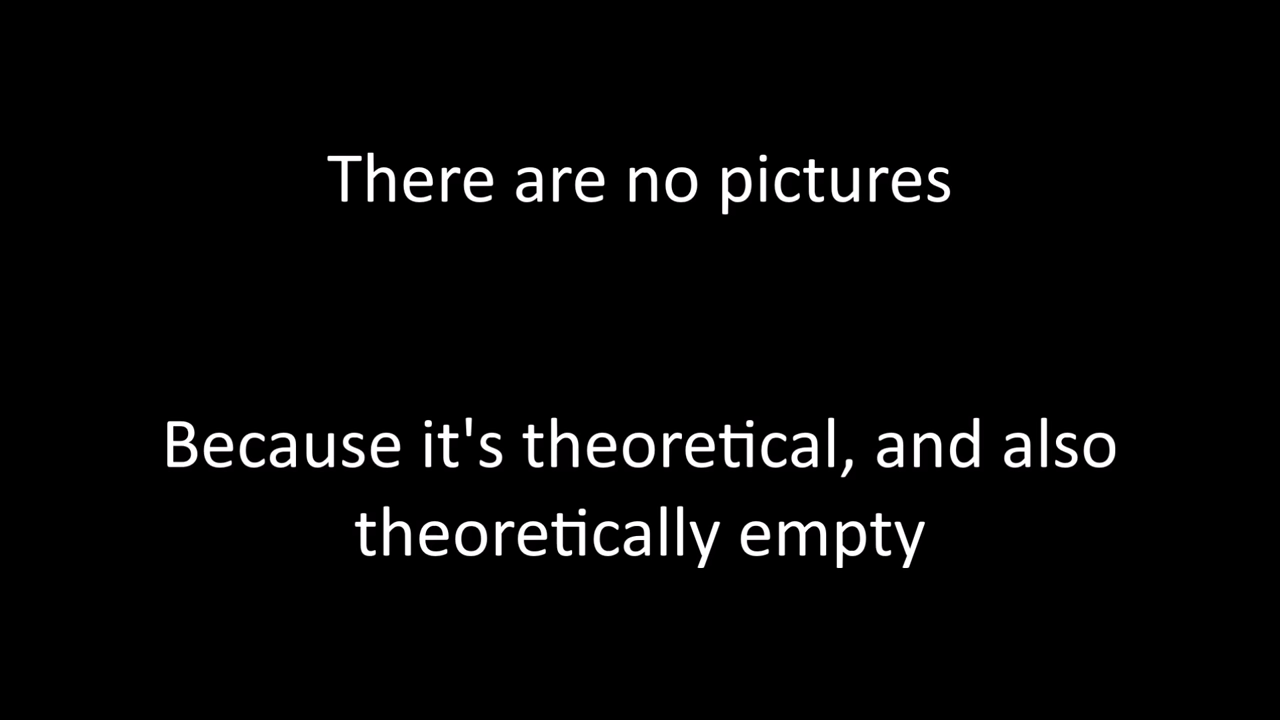 There are no pictures
Because it's theoretical, and also
theoretically empty